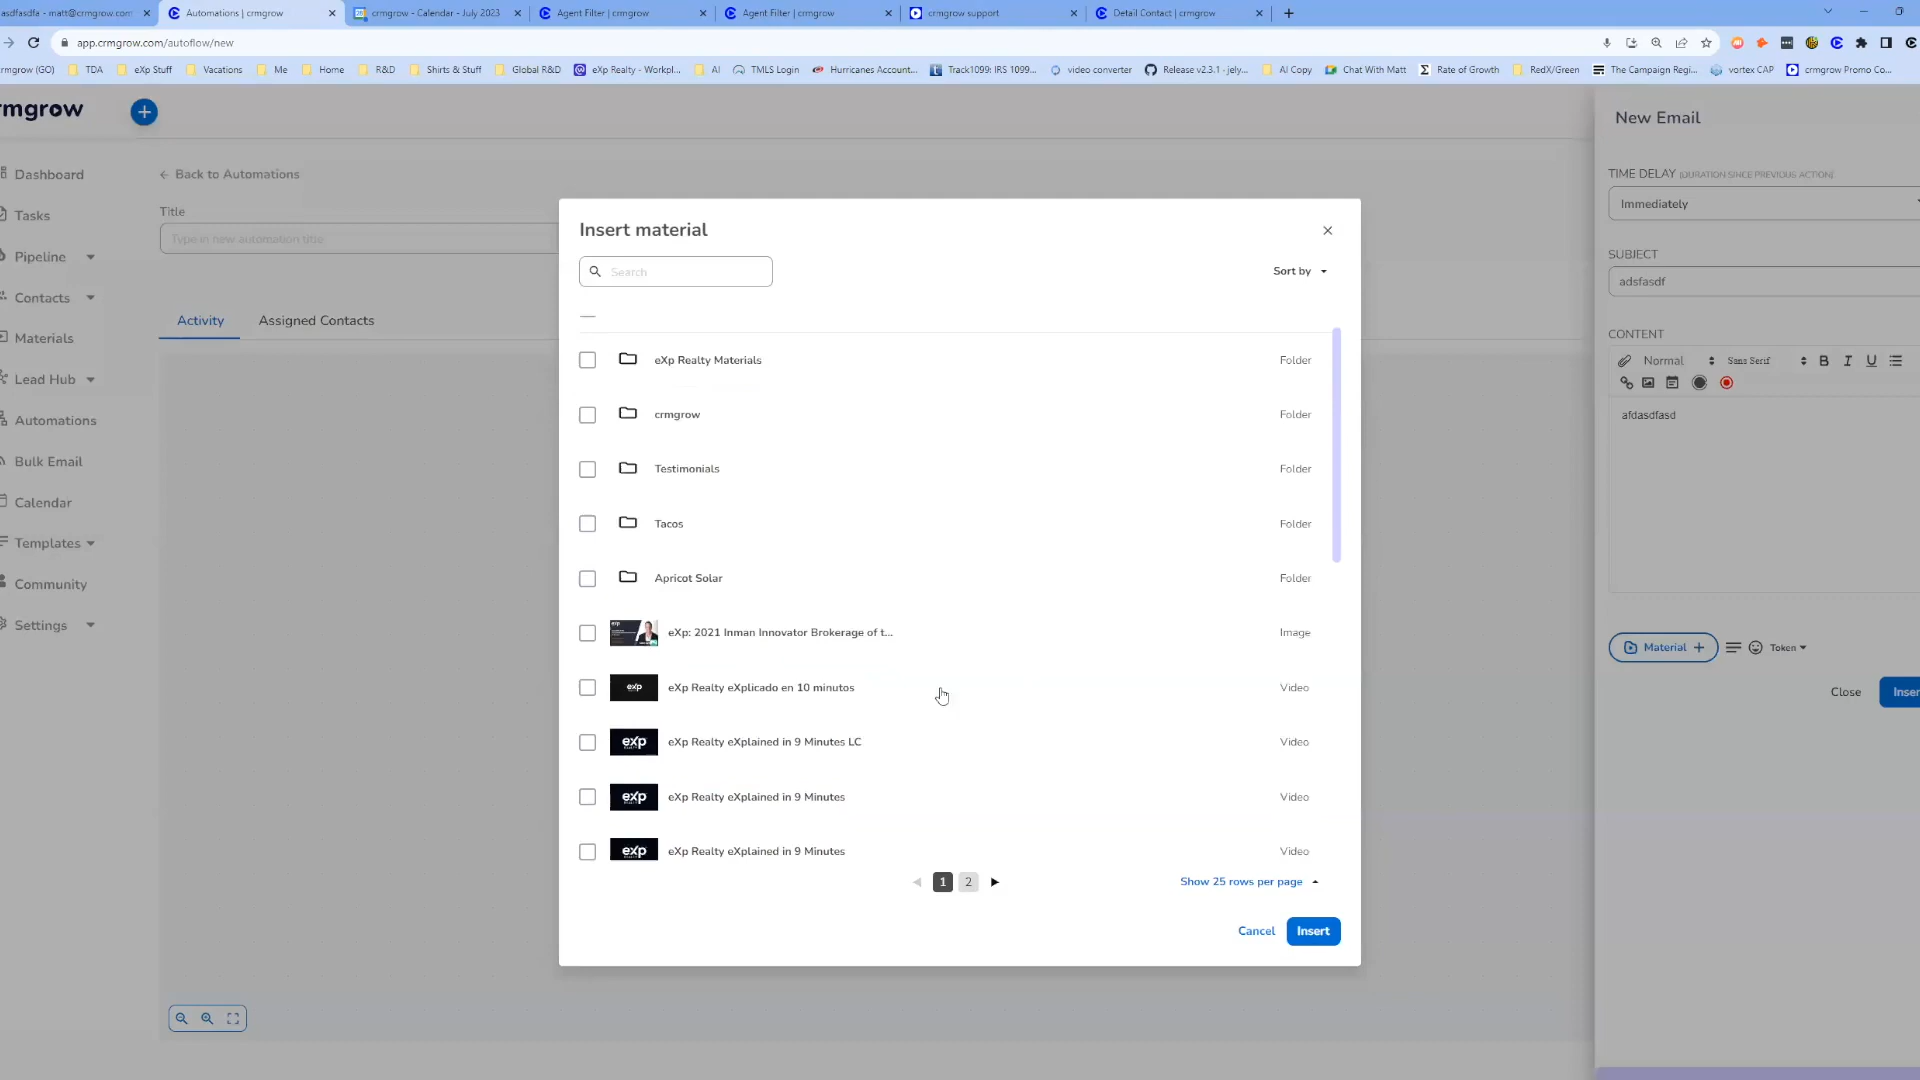 asdfasdfa - matt@crmgrow.com
Automations | crmgrow
crmgrow - Calendar - July 2023
Agent Filter | crmgrow
Agent Filter | crmgrow
crmgrow support
Detail Contact | crmgrow
app.crmgrow.com/autoflow/new
rmgrow (GO)
TDA
eXp Stuff
Vacations
Me
Home
R&D
Shirts & Stuff
Global R&D
eXp Realty - Workpl...
AI
TMLS Login
Hurricanes Account...
Track1099: IRS 1099...
video converter
Release v2.3.1 - jely...
AI Copy
Chat With Matt
Rate of Growth
RedX/Green
The Campaign Regi...
vortex CAP
crmgrow Promo Co...
rmgrow
Dashboard
Tasks
Pipeline
Contacts
Materials
Lead Hub
Automations
Bulk Email
Calendar
Templates
Community
Settings
Back to Automations
Title
Type in new automation title
Activity
Assigned Contacts
Insert material
Search
Sort by
eXp Realty Materials
Folder
crmgrow
Folder
Testimonials
Folder
Tacos
Folder
Apricot Solar
Folder
eXp: 2021 Inman Innovator Brokerage of t...
Image
eXp
eXp Realty eXplicado en 10 minutos
Video
eXp
eXp Realty eXplained in 9 Minutes LC
Video
eXp
eXp Realty eXplained in 9 Minutes
Video
eXp
eXp Realty eXplained in 9 Minutes
Video
1
2
Show 25 rows per page
Cancel
Insert
New Email
TIME DELAY (DURATION SINCE PREVIOUS ACTION)
Immediately
SUBJECT
adsfasdf
CONTENT
Normal
Sans Serif
B
I
U
afdasdfasd
Material
Token
Close
Inser